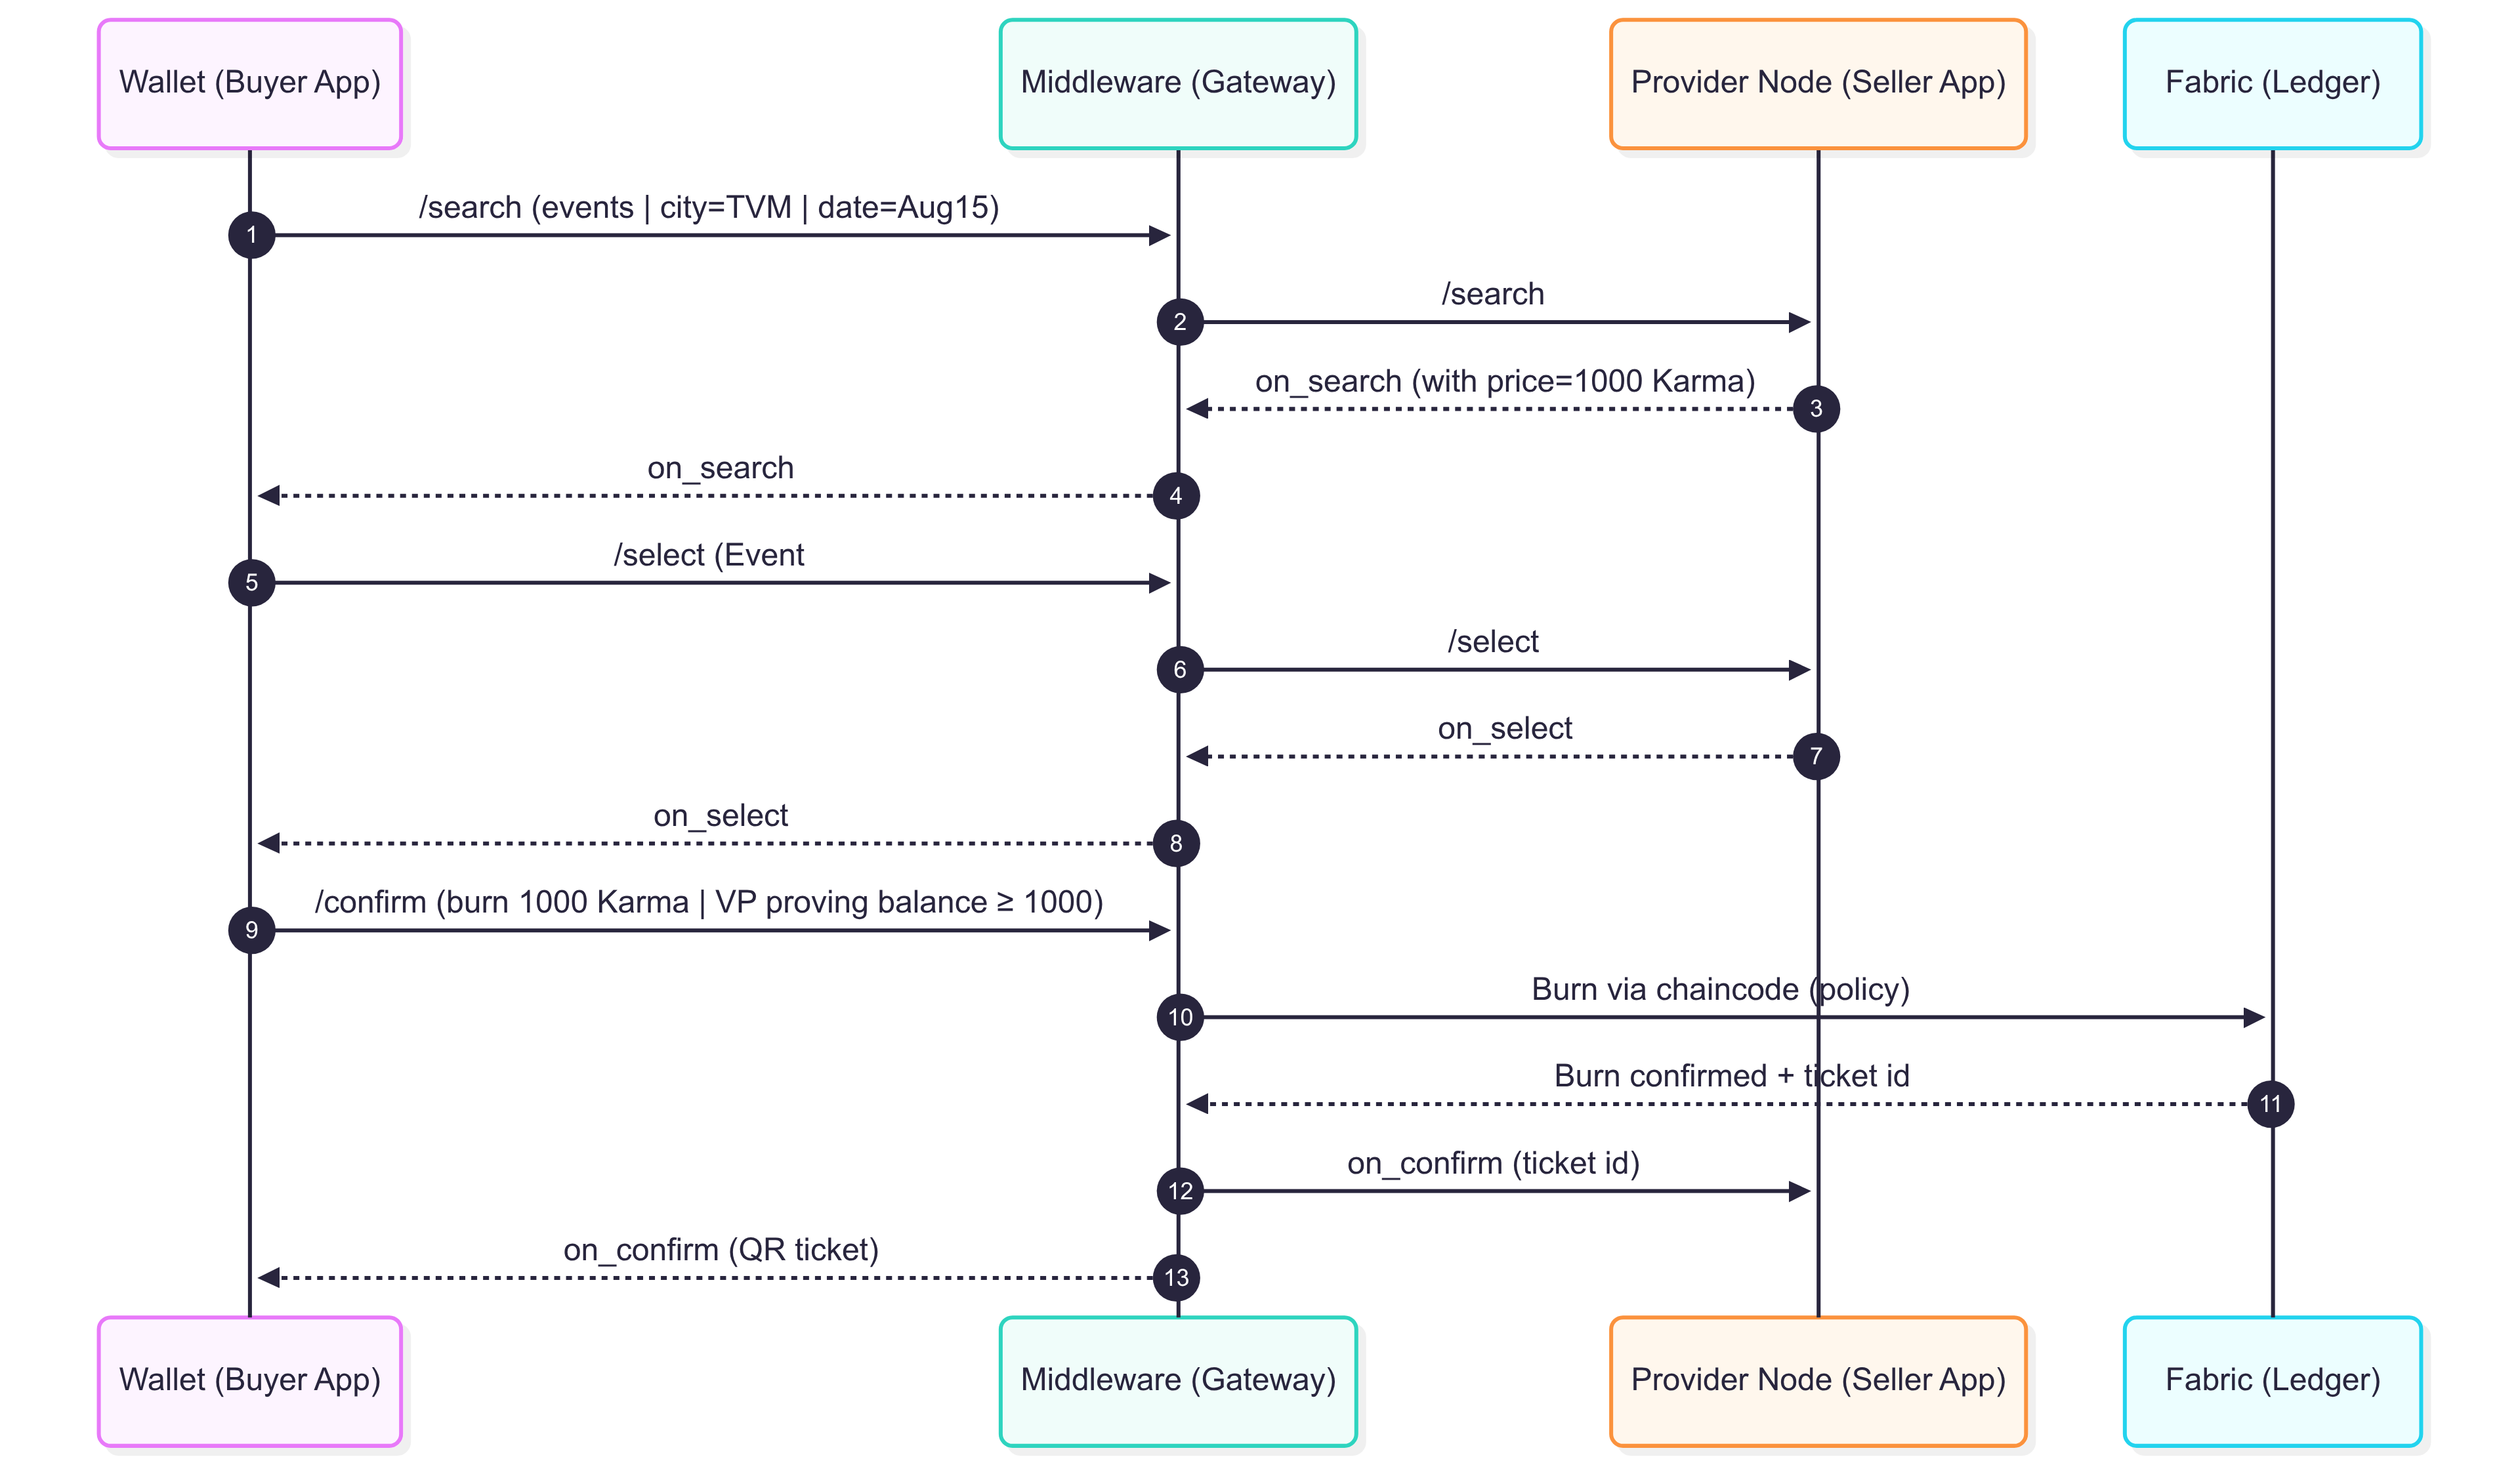 Wallet (Buyer App)
Middleware (Gateway)
Provider Node (Seller App)
Fabric (Ledger)
/search (events | city=TVM | date=Aug15)
1
/search
2
on_search (with price=1000 Karma)
3
on_search
4
/select (Event
5
/select
6
on_select
7
on_select
8
/confirm (burn 1000 Karma | VP proving balance ≥ 1000)
9
Burn via chaincode (policy)
10
Burn confirmed + ticket id
11
on_confirm (ticket id)
12
on_confirm (QR ticket)
13
Wallet (Buyer App)
Middleware (Gateway)
Provider Node (Seller App)
Fabric (Ledger)